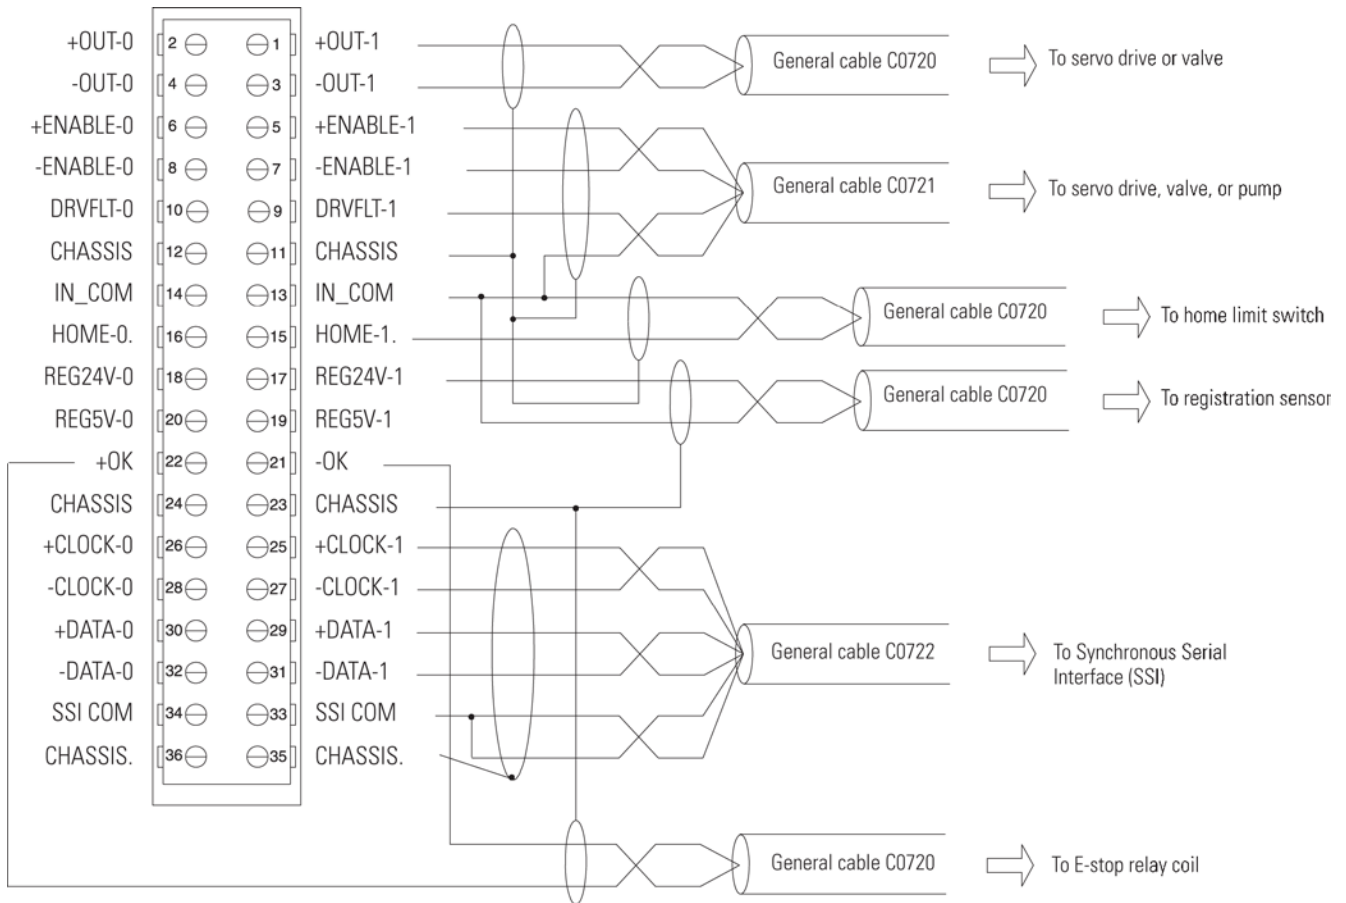 +OUT-0 2 1 +OUT-1
-OUT-0 4 3 -OUT-1
+ENABLE-0 6 5 +ENABLE-1
-ENABLE-0 8 7 -ENABLE-1
DRVFLT-0 10 9 DRVFLT-1
CHASSIS 12 11 CHASSIS
IN_COM 14 13 IN_COM
HOME-0. 16 15 HOME-1.
REG24V-0 18 17 REG24V-1
REG5V-0 20 19 REG5V-1
+OK 22 21 -OK
CHASSIS 24 23 CHASSIS
+CLOCK-0 26 25 +CLOCK-1
-CLOCK-0 28 27 -CLOCK-1
+DATA-0 30 29 +DATA-1
-DATA-0 32 31 -DATA-1
SSI COM 34 33 SSI COM
CHASSIS. 36 35 CHASSIS.
General cable C0720
To servo drive or valve
General cable C0721
To servo drive, valve, or pump
General cable C0720
To home limit switch
General cable C0720
To registration sensor
General cable C0722
To Synchronous Serial
Interface (SSI)
General cable C0720
To E-stop relay coil